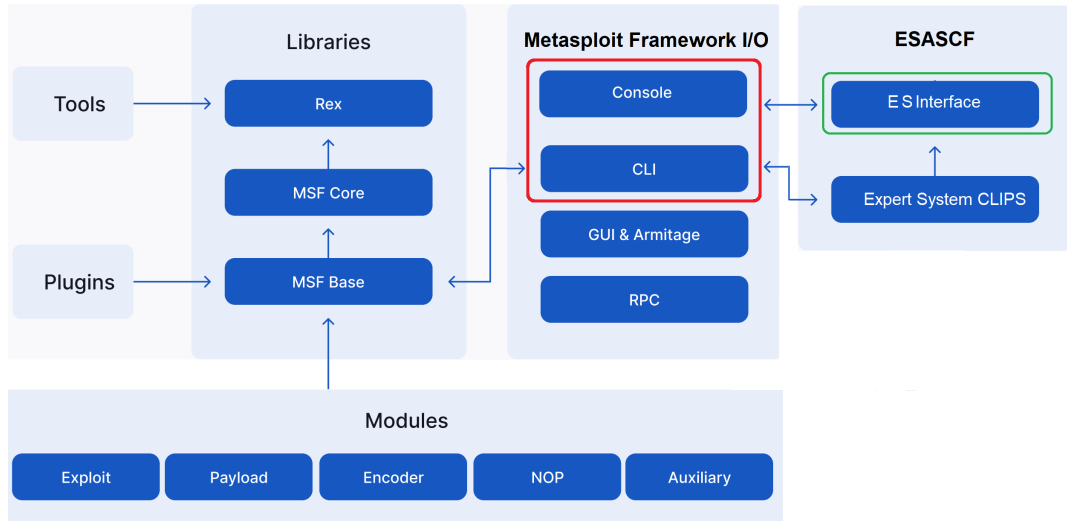 Libraries
Metasploit Framework I/O
ESASCF
Tools
Rex
Console
E S Interface
MSF Core
CLI
Expert System CLIPS
GUI & Armitage
Plugins
MSF Base
RPC
Modules
Exploit
Payload
Encoder
NOP
Auxiliary